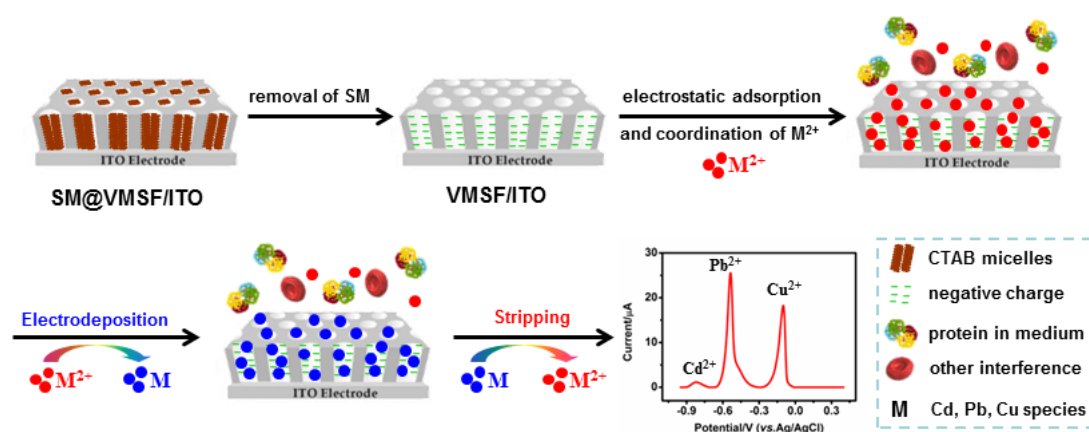 removal of SM
electrostatic adsorption
and coordination of M²⁺
M²⁺
ITO Electrode
ITO Electrode
ITO Electrode
SM@VMSF/ITO
VMSF/ITO
Electrodeposition
M²⁺
M
ITO Electrode
Stripping
M
M²⁺
Current/μA
30
20
10
0
Cd²⁺
Pb²⁺
Cu²⁺
-0.9
-0.6
-0.3
0.0
0.3
Potential/V (vs.Ag/AgCl)
CTAB micelles
negative charge
protein in medium
other interference
M Cd, Pb, Cu species